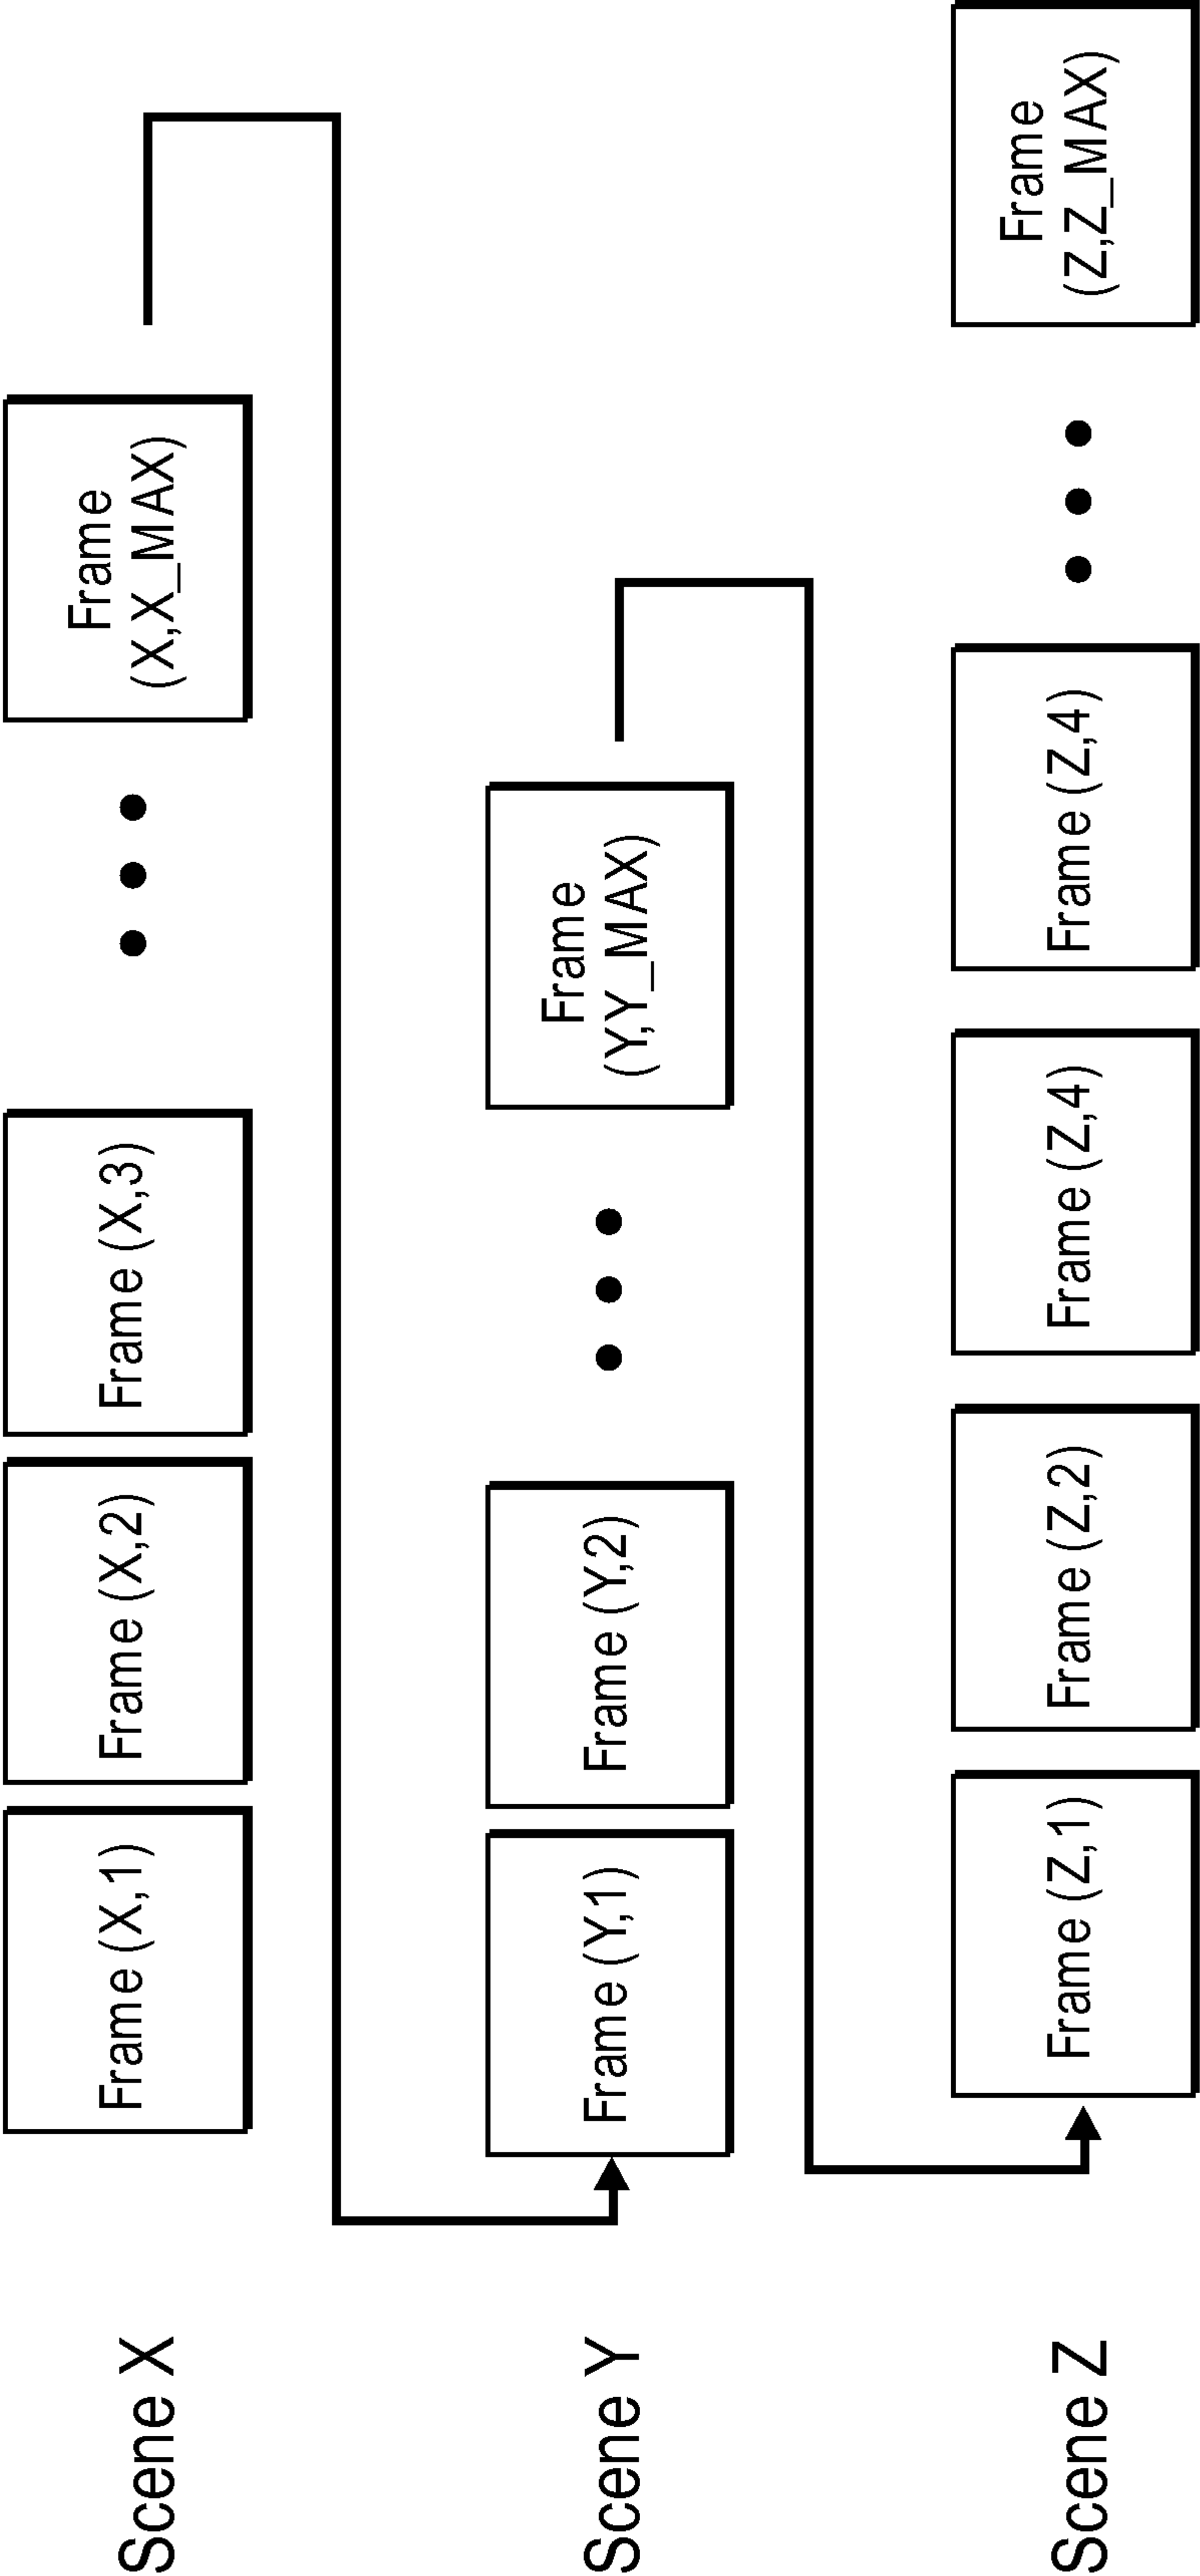 Scene X
Frame (X,1)
Frame (X,2)
Frame (X,3)
Frame
(X,X_MAX)
Scene Y
Frame (Y,1)
Frame (Y,2)
Frame
(Y,Y_MAX)
Scene Z
Frame (Z,1)
Frame (Z,2)
Frame (Z,4)
Frame (Z,4)
Frame
(Z,Z_MAX)